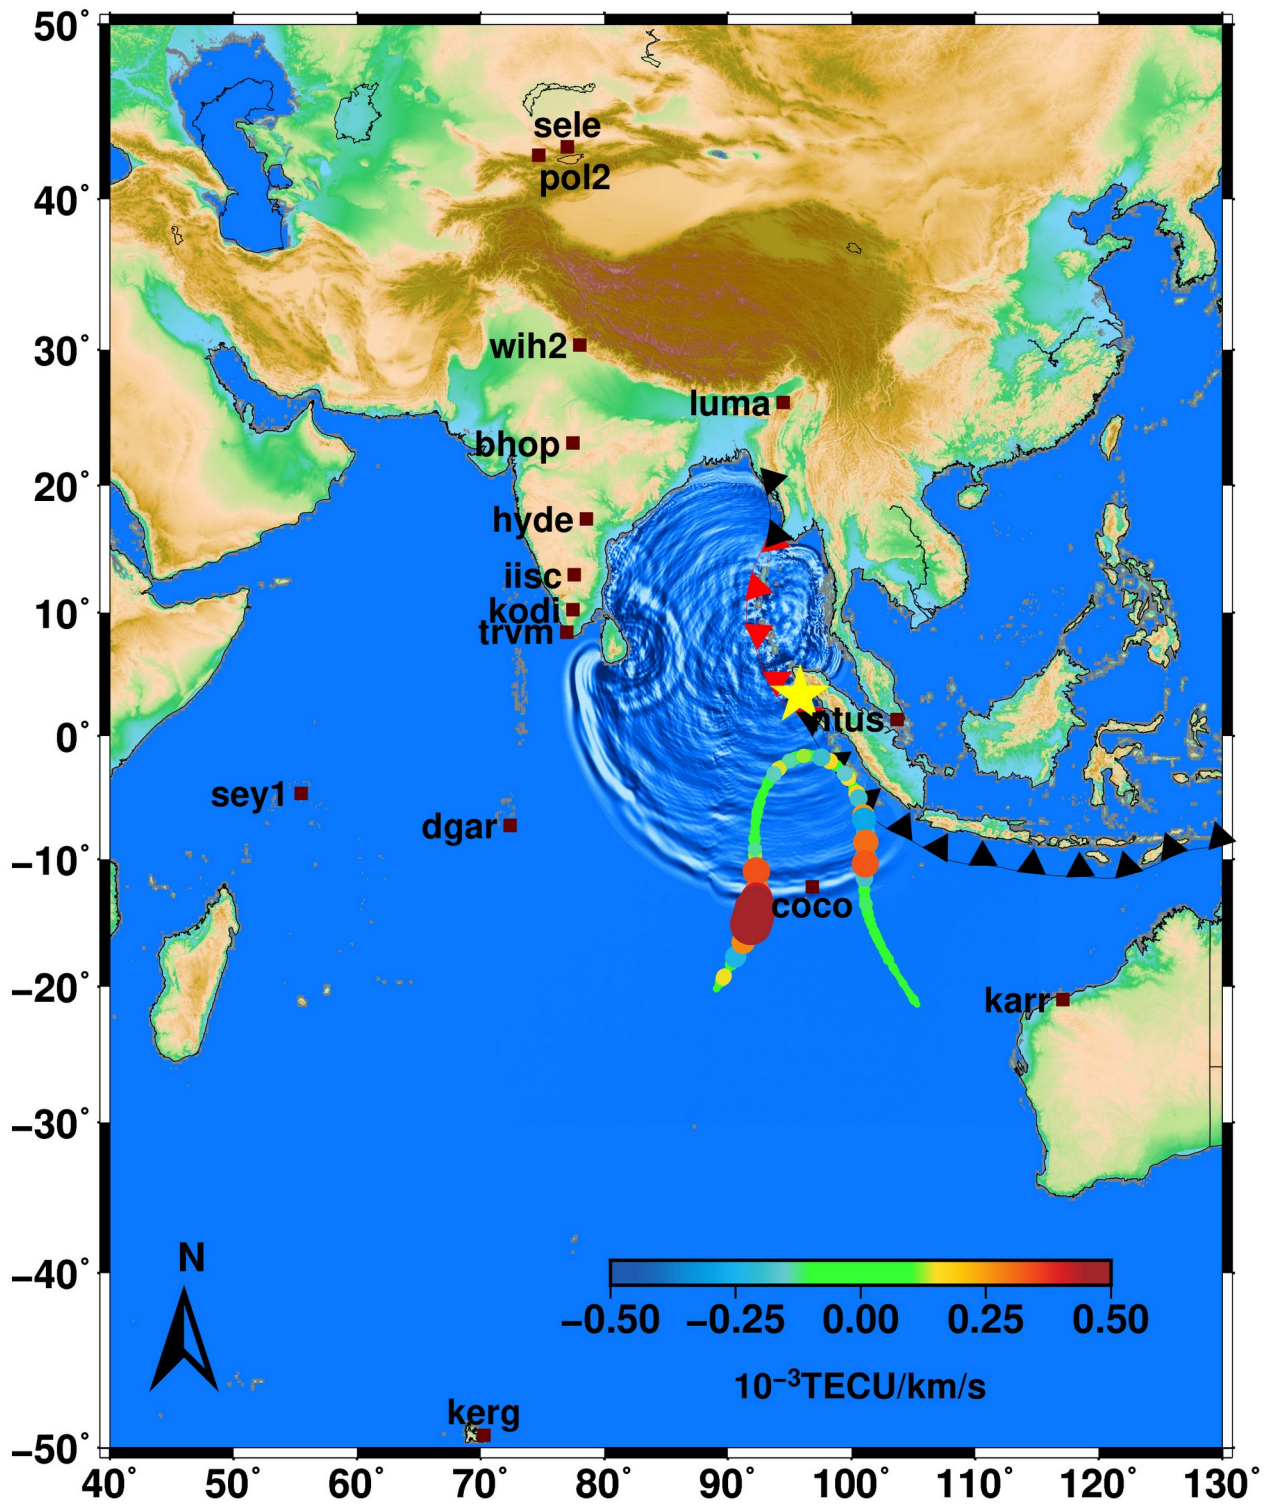 50°
40°
30°
20°
10°
0°
−10°
−20°
−30°
−40°
−50°
sele
pol2
wih2
luma
bhop
hyde
iisc
kodi
trvm
ntus
sey1
dgar
coco
karr
N
−0.50 −0.25 0.00 0.25 0.50
10⁻³TECU/km/s
kerg
40° 50° 60° 70° 80° 90° 100° 110° 120° 130°